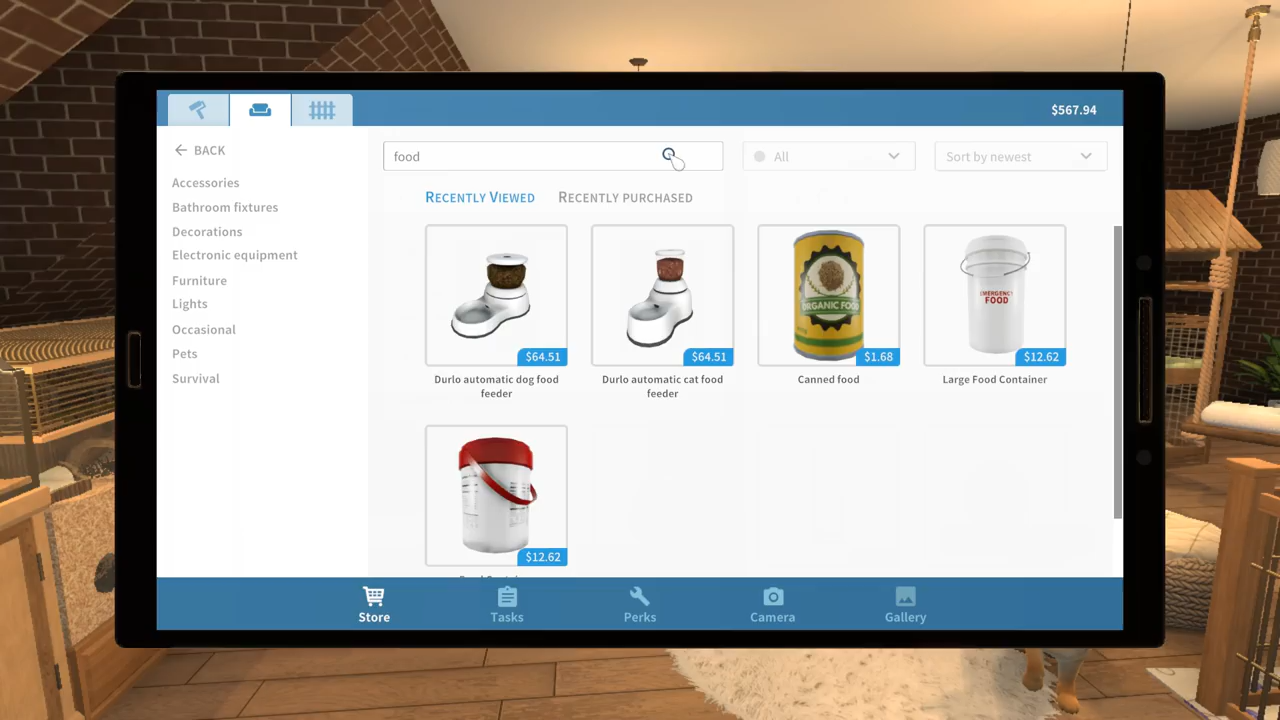 $567.94
BACK
food
All
Sort by newest
Accessories
Bathroom fixtures
Decorations
Electronic equipment
Furniture
Lights
Occasional
Pets
Survival
RECENTLY VIEWED
RECENTLY PURCHASED
ORGANIC FOOD
EMERGENCY
FOOD
$64.51
$64.51
$1.68
$12.62
Durlo automatic dog food
feeder
Durlo automatic cat food
feeder
Canned food
Large Food Container
$12.62
Store
Tasks
Perks
Camera
Gallery